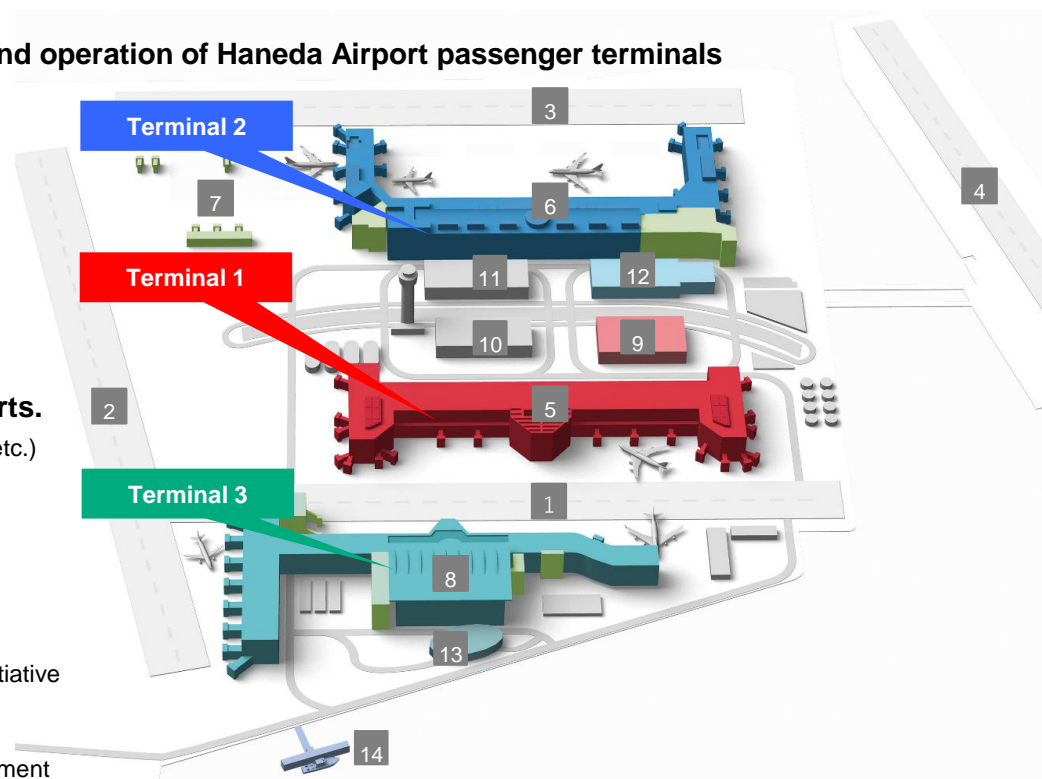 nd operation of Haneda Airport passenger terminals
3
Terminal 2
4
7
6
Terminal 1
11
12
10
9
rts.
2
5
etc.)
Terminal 3
1
8
13
tiative
14
ment